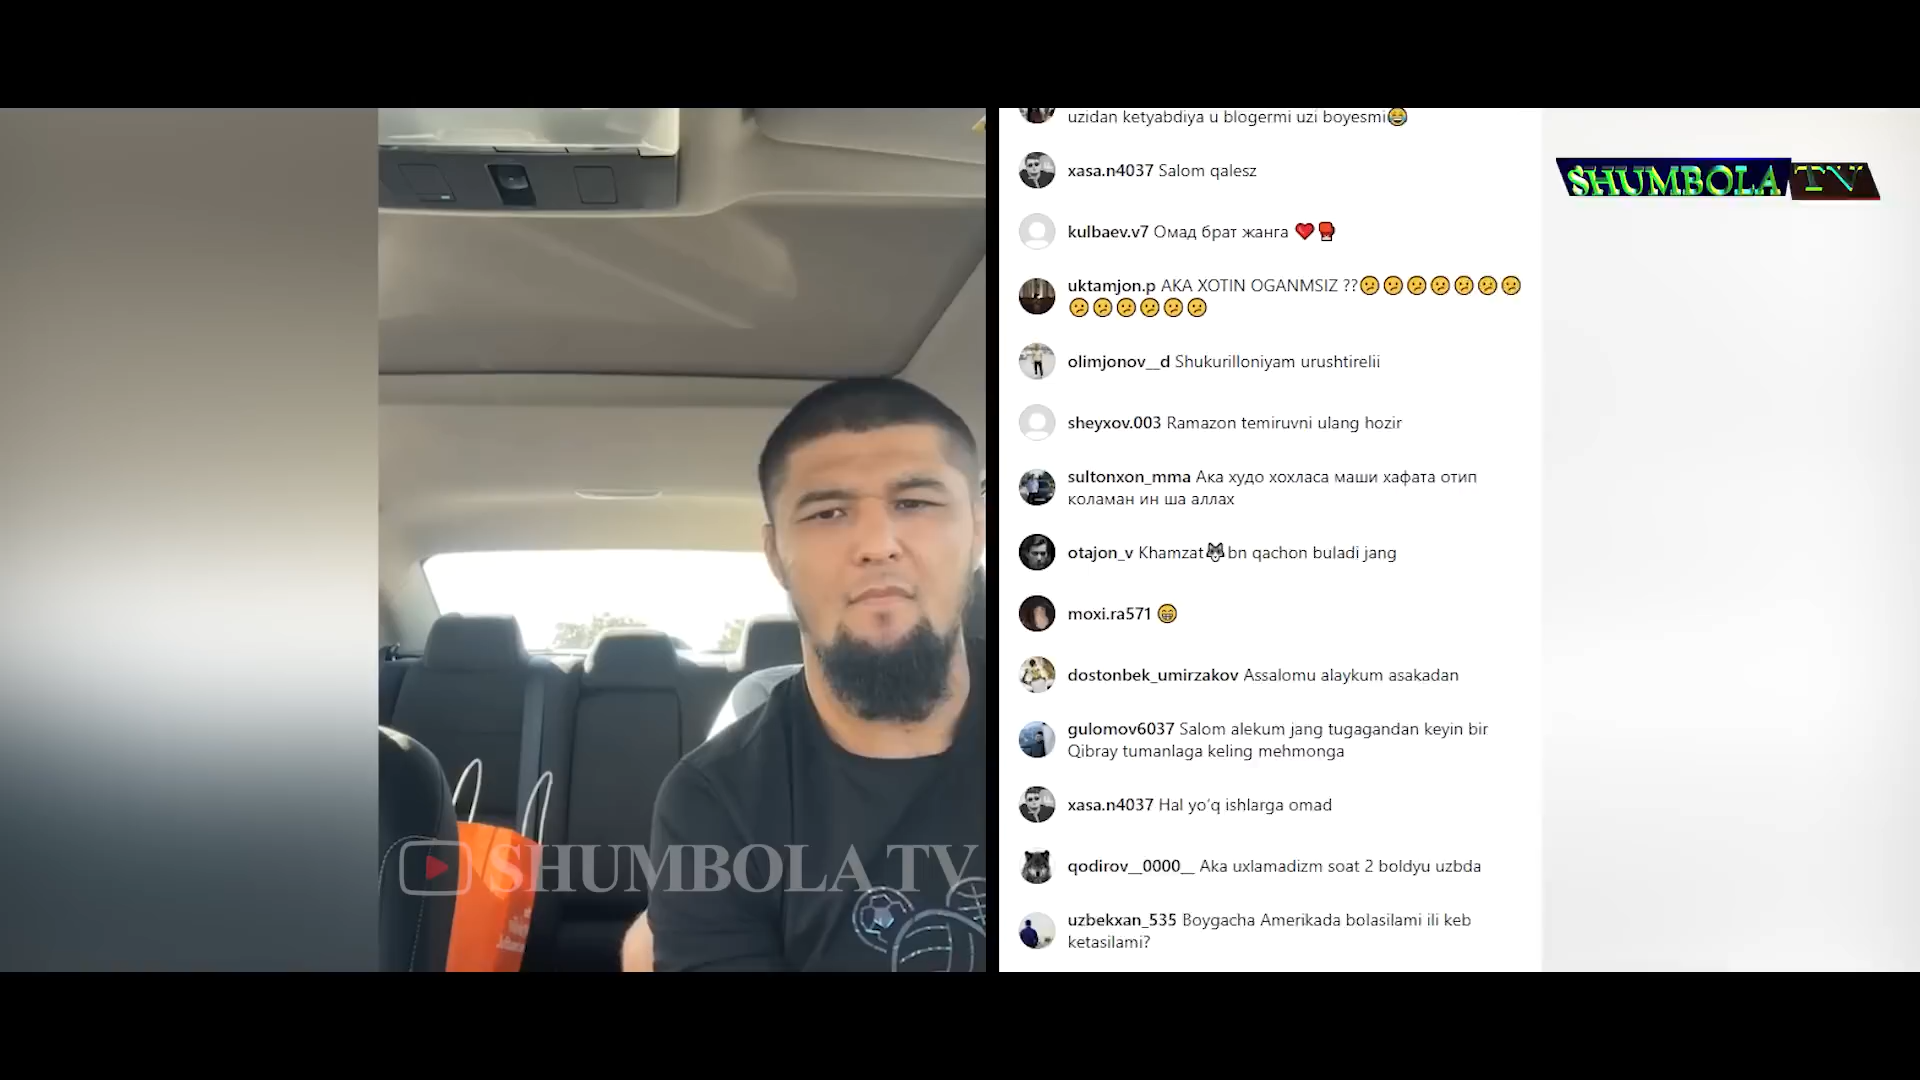 uzidan ketyabdiya u blogermi uzi boyesmi😂
xasa.n4037 Salom qalesz
kulbaev.v7 Омад брат жанга ❤️🥊
uktamjon.p AKA XOTIN OGANMSIZ ??😕😕😕😕😕😕😕
😕😕😕😕😕😕
olimjonov__d Shukurilloniyam urushtirelii
sheyxov.003 Ramazon temiruvni ulang hozir
sultonxon_mma Ака худо хохласа маши хафата отип
коламан ин ша аллах
otajon_v Khamzat🐺bn qachon buladi jang
moxi.ra571 😁
dostonbek_umirzakov Assalomu alaykum asakadan
gulomov6037 Salom alekum jang tugagandan keyin bir
Qibray tumanlaga keling mehmonga
xasa.n4037 Hal yo‘q ishlarga omad
qodirov__0000__ Aka uxlamadizm soat 2 boldyu uzbda
uzbekxan_535 Boygacha Amerikada bolasilami ili keb
ketasilami?
SHUMBOLA TV
SHUMBOLA TV